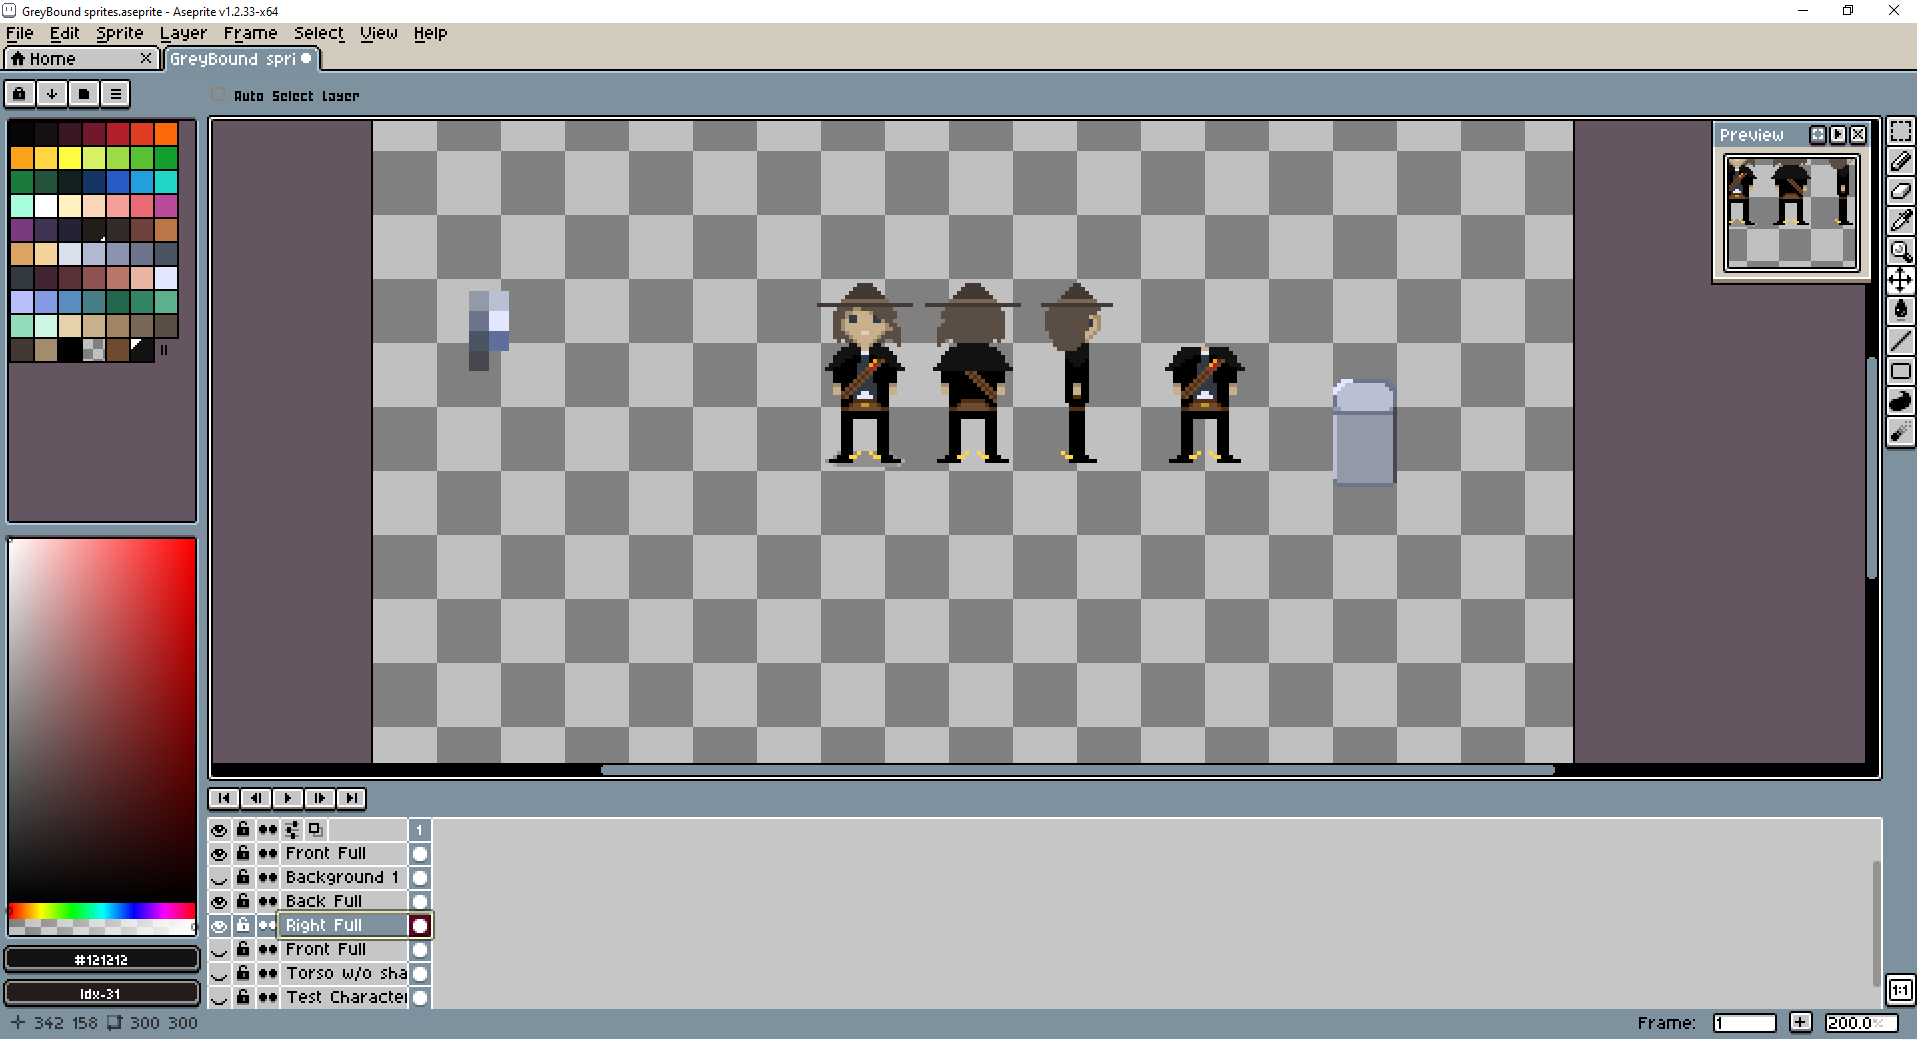 GreyBound sprites.aseprite - Aseprite v1.2.33-x64
File Edit Sprite Layer Frame Select View Help
Home
GreyBound spri
Auto Select Layer
Preview
1
Front Full
Background 1
Back Full
Right Full
Front Full
Torso w/o sha
Test Character
#121212
Idx-31
342 158 300 300
1:1
Frame: 1
200.0%